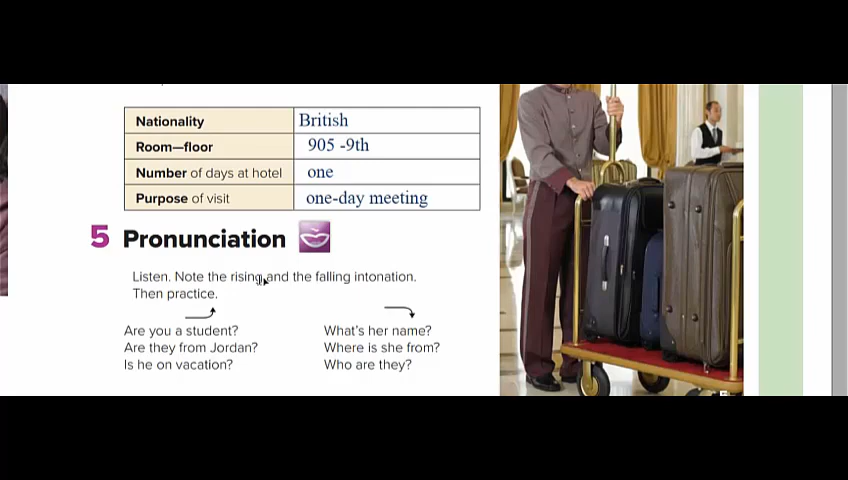 Nationality British
Room—floor 905 -9th
Number of days at hotel one
Purpose of visit one-day meeting
5 Pronunciation
Listen. Note the rising and the falling intonation.
Then practice.
Are you a student?
Are they from Jordan?
Is he on vacation?
What's her name?
Where is she from?
Who are they?